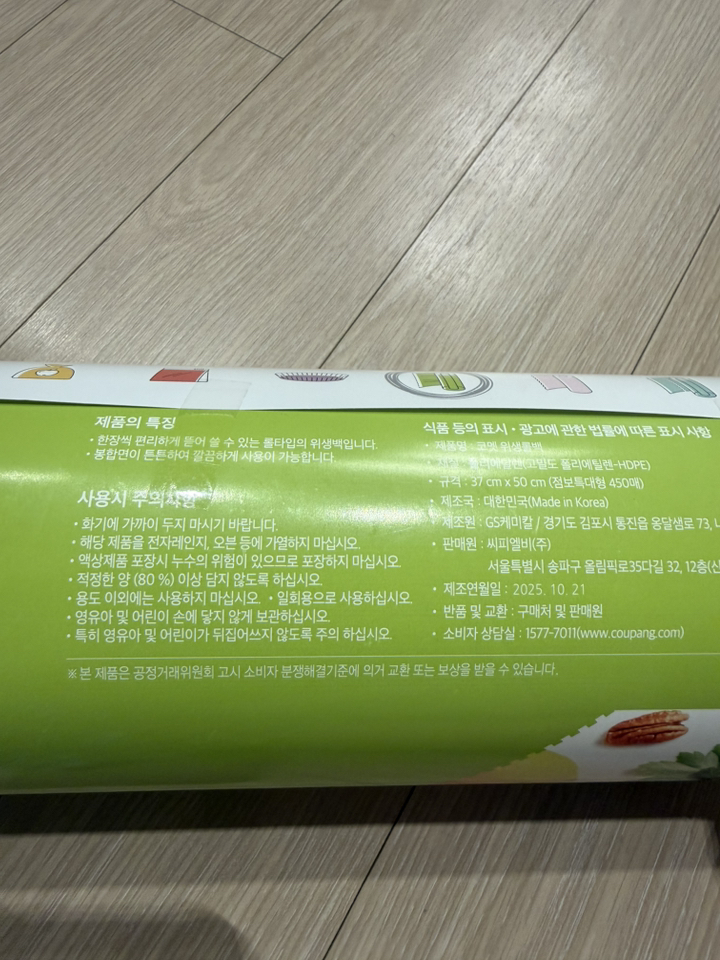 제품의 특징
• 한장씩 편리하게 뜯어 쓸 수 있는 롤타입의 위생백입니다.
• 봉합면이 튼튼하여 깔끔하게 사용이 가능합니다.
사용시 주의사항
• 화기에 가까이 두지 마시기 바랍니다.
• 해당 제품을 전자레인지, 오븐 등에 가열하지 마십시오.
• 액상제품 포장시 누수의 위험이 있으므로 포장하지 마십시오.
• 적정한 양 (80 %) 이상 담지 않도록 하십시오.
• 용도 이외에는 사용하지 마십시오. • 일회용으로 사용하십시오.
• 영유아 및 어린이 손에 닿지 않게 보관하십시오.
• 특히 영유아 및 어린이가 뒤집어쓰지 않도록 주의 하십시오.
식품 등의 표시 • 광고에 관한 법률에 따른 표시 사항
• 제품명 : 코멧 위생롤백
• 재질 : 폴리에틸렌(고밀도 폴리에틸렌-HDPE)
• 규격 : 37 cm x 50 cm (점보특대형 450매)
• 제조국 : 대한민국(Made in Korea)
• 제조원 : GS케미칼 / 경기도 김포시 통진읍 옹달샘로 73,
• 판매원 : 씨피엘비(주)
서울특별시 송파구 올림픽로35다길 32, 12층
• 제조연월일 : 2025. 10. 21
• 반품 및 교환 : 구매처 및 판매원
• 소비자 상담실 : 1577-7011(www.coupang.com)
※ 본 제품은 공정거래위원회 고시 소비자 분쟁해결기준에 의거 교환 또는 보상을 받을 수 있습니다.